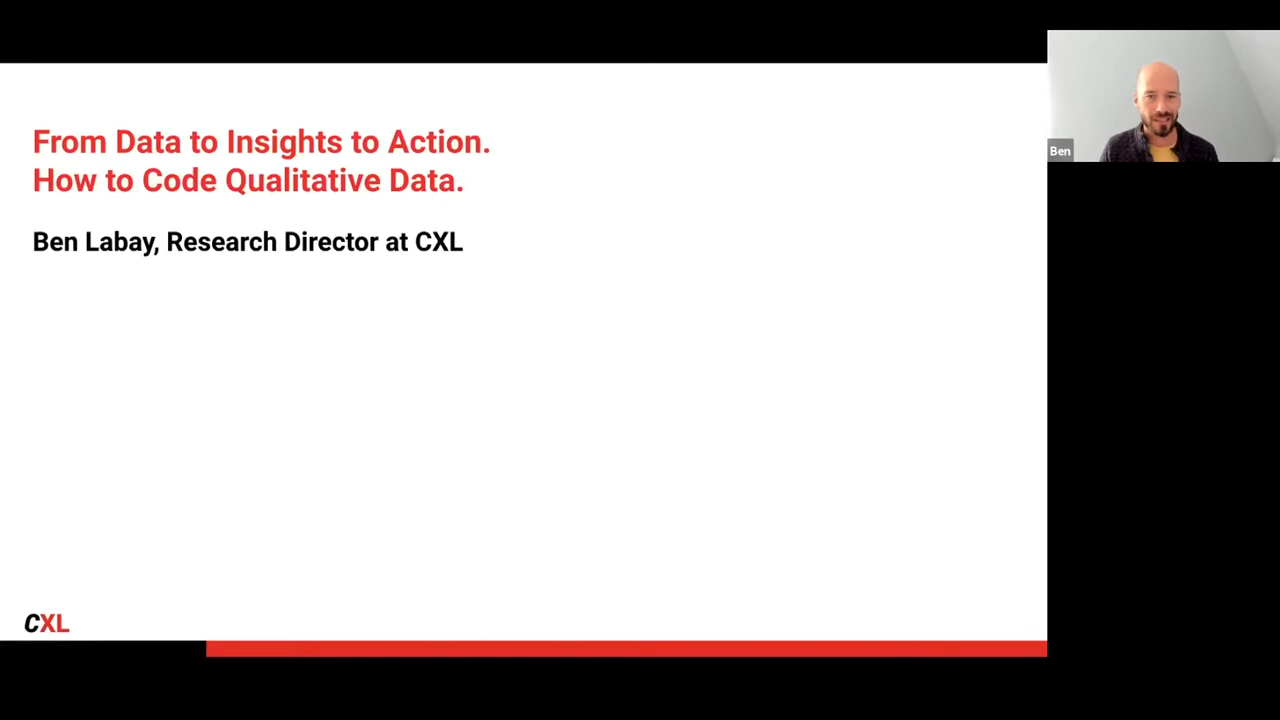 From Data to Insights to Action.
How to Code Qualitative Data.
Ben Labay, Research Director at CXL
Ben
CXL